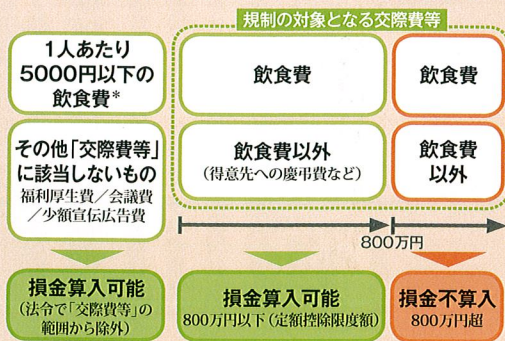 規制の対象となる交際費等
1人あたり
5000円以下の
飲食費*
飲食費
飲食費
その他「交際費等」
に該当しないもの
福利厚生費／会議費
／少額宣伝広告費
飲食費以外
(得意先への慶弔費など)
飲食費
以外
800万円
損金算入可能
(法令で「交際費等」の
範囲から除外)
損金算入可能
800万円以下(定額控除限度額)
損金不算入
800万円超